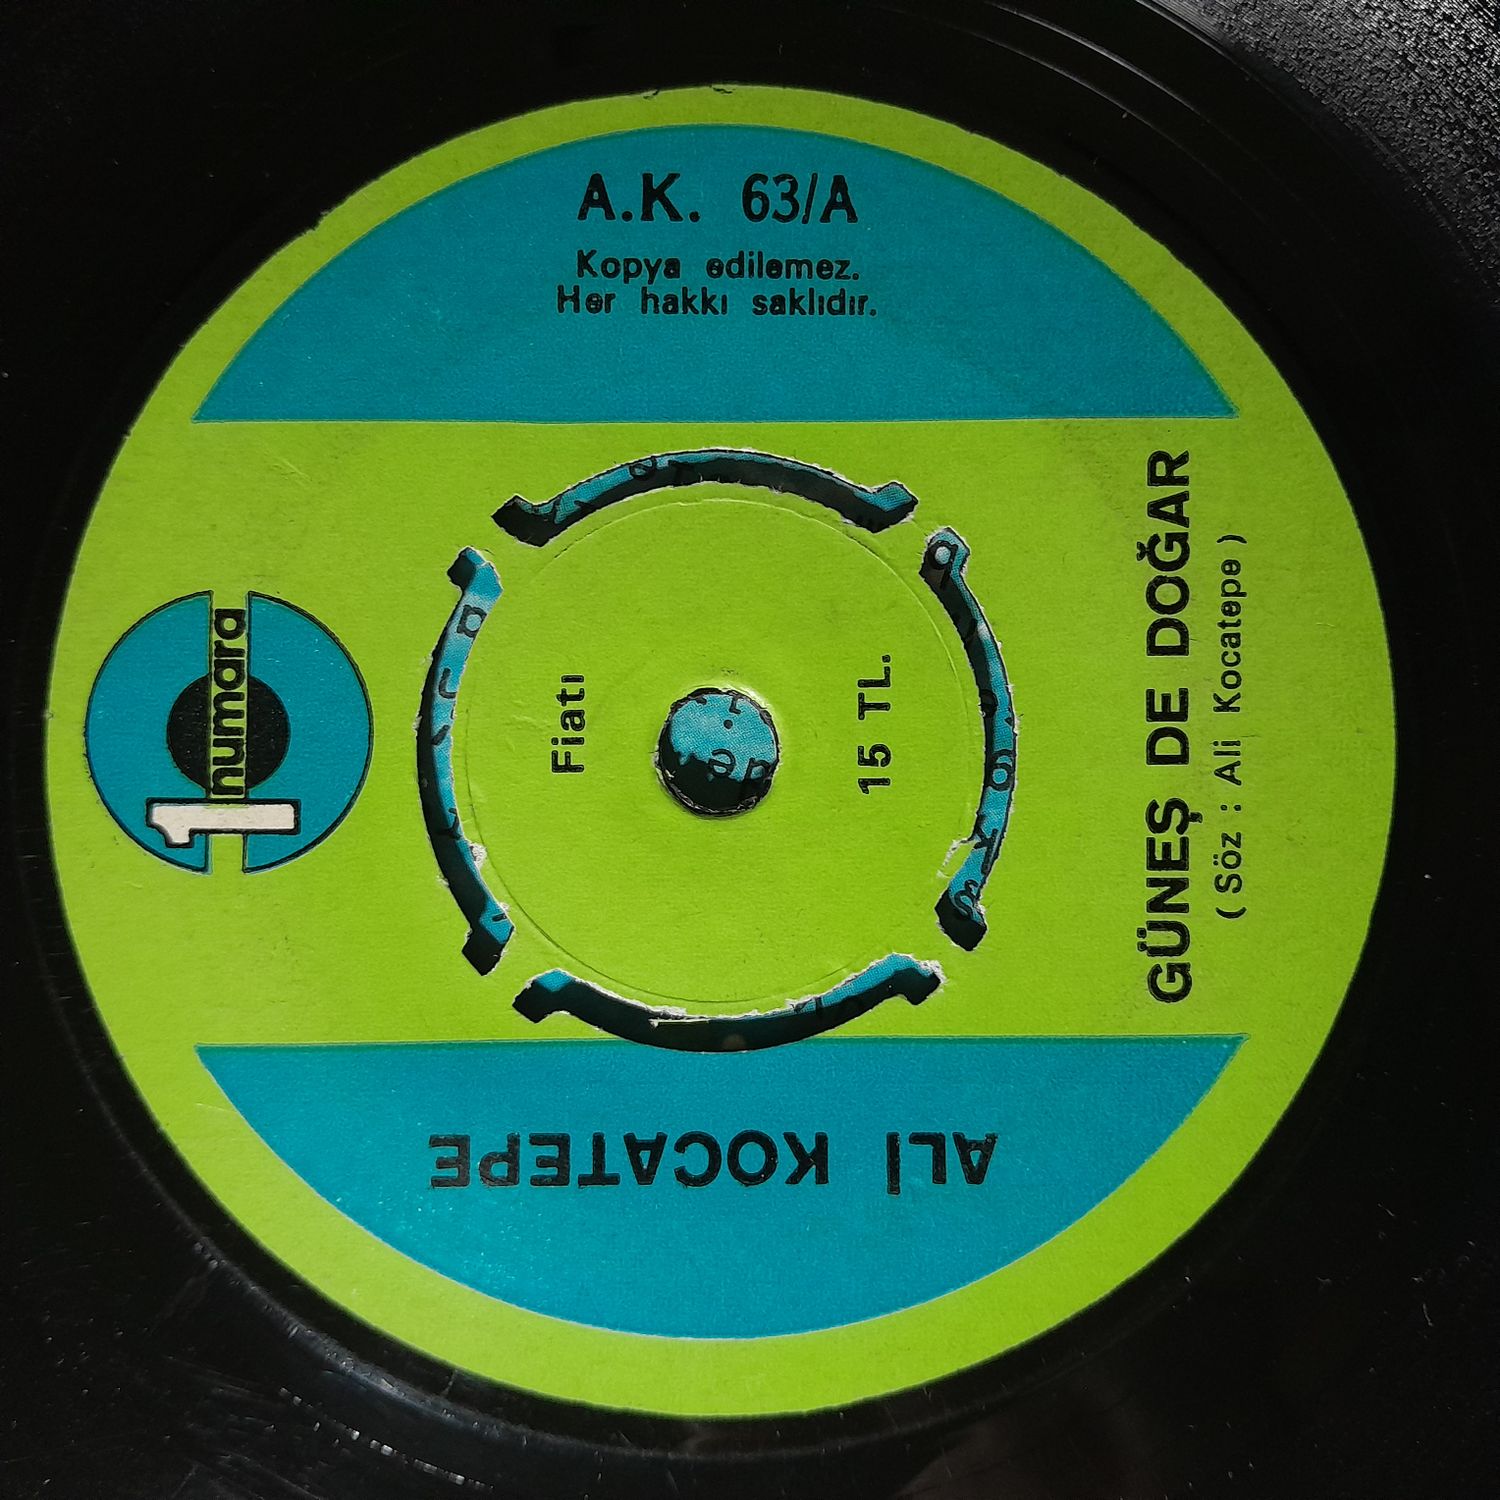 A.K. 63/A
Kopya edilemez.
Her hakkı saklıdır.
1 numara
Fiatı
15 TL.
GÜNEŞ DE DOĞAR
( Söz : Ali Kocatepe )
ALİ KOCATEPE